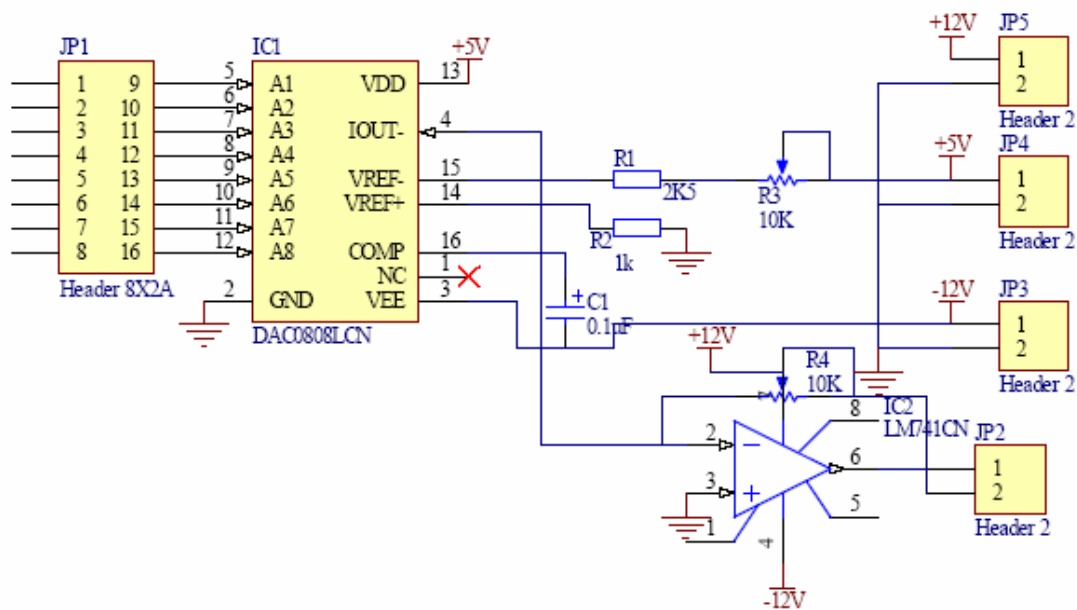 JP1
1 9
2 10
3 11
4 12
5 13
6 14
7 15
8 16
Header 8X2A
IC1
5 A1
6 A2
7 A3
8 A4
9 A5
10 A6
11 A7
12 A8
2 GND
VDD 13
+5V
IOUT- 4
VREF- 15
VREF+ 14
COMP 16
NC 1
VEE 3
DAC0808LCN
R1
2K5
R2
1k
R3
10K
C1
+
0.1uF
+12V
JP5
1
2
Header 2
+5V
JP4
1
2
Header 2
-12V
JP3
1
2
Header 2
+12V
R4
10K
7
IC2
LM741CN
8
2 −
3 +
6
5
1
4
-12V
JP2
1
2
Header 2